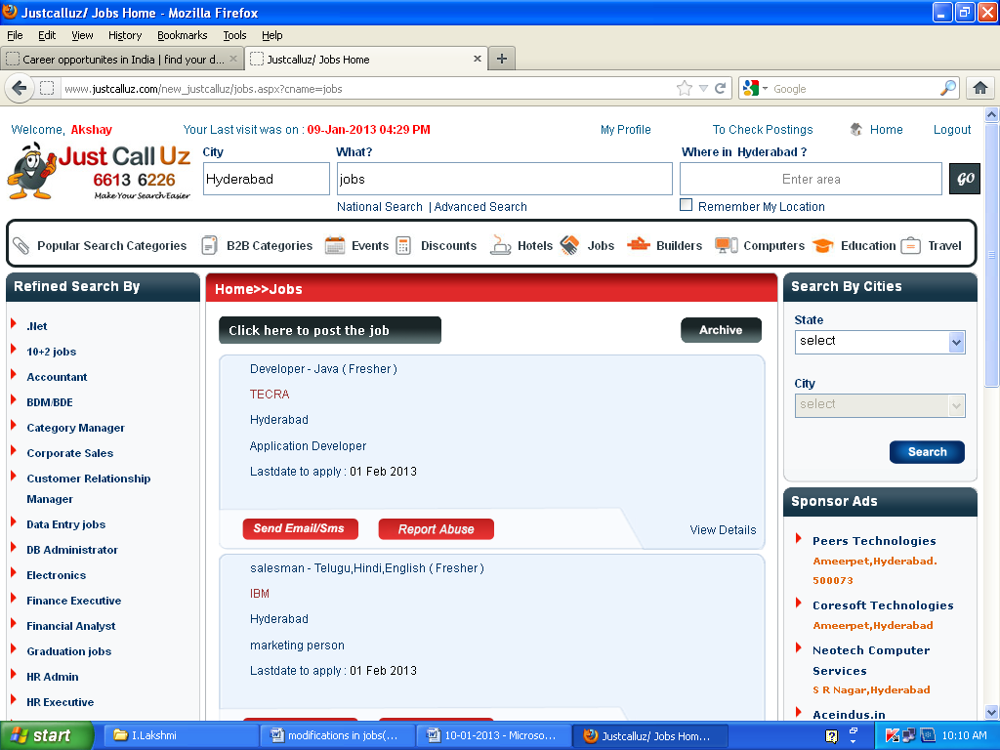 Justcalluz/ Jobs Home - Mozilla Firefox
File Edit View History Bookmarks Tools Help
Career opportunites in India | find your d...
Justcalluz/ Jobs Home
www.justcalluz.com/new_justcalluz/jobs.aspx?cname=jobs
Google
Welcome, Akshay
Your Last visit was on : 09-Jan-2013 04:29 PM
My Profile
To Check Postings
Home
Logout
Just Call Uz
6613 6226
Make Your Search Easier
City
What?
Where in Hyderabad ?
Hyderabad
jobs
Enter area
GO
National Search | Advanced Search
Remember My Location
Popular Search Categories
B2B Categories
Events
Discounts
Hotels
Jobs
Builders
Computers
Education
Travel
Refined Search By
.Net
10+2 jobs
Accountant
BDM/BDE
Category Manager
Corporate Sales
Customer Relationship
Manager
Data Entry jobs
DB Administrator
Electronics
Finance Executive
Financial Analyst
Graduation jobs
HR Admin
HR Executive
Home>>Jobs
Click here to post the job
Archive
Developer - Java ( Fresher )
TECRA
Hyderabad
Application Developer
Lastdate to apply : 01 Feb 2013
Send Email/Sms
Report Abuse
View Details
salesman - Telugu,Hindi,English ( Fresher )
IBM
Hyderabad
marketing person
Lastdate to apply : 01 Feb 2013
Search By Cities
State
select
City
select
Search
Sponsor Ads
Peers Technologies
Ameerpet,Hyderabad.
500073
Coresoft Technologies
Ameerpet,Hyderabad
Neotech Computer
Services
S R Nagar,Hyderabad
Aceindus.in
start
I.Lakshmi
modifications in jobs(...
10-01-2013 - Microso...
Justcalluz/ Jobs Hom...
10:10 AM